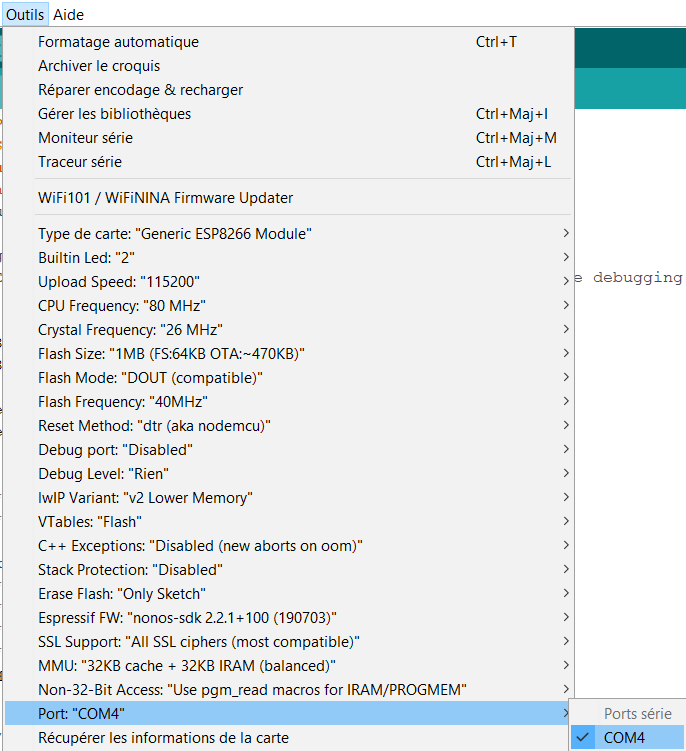 Outils Aide
Formatage automatique Ctrl+T
Archiver le croquis
Réparer encodage & recharger
Gérer les bibliothèques Ctrl+Maj+I
Moniteur série Ctrl+Maj+M
Traceur série Ctrl+Maj+L
WiFi101 / WiFiNINA Firmware Updater
Type de carte: "Generic ESP8266 Module"
Builtin Led: "2"
Upload Speed: "115200"
e debugging
CPU Frequency: "80 MHz"
Crystal Frequency: "26 MHz"
Flash Size: "1MB (FS:64KB OTA:~470KB)"
Flash Mode: "DOUT (compatible)"
Flash Frequency: "40MHz"
Reset Method: "dtr (aka nodemcu)"
Debug port: "Disabled"
Debug Level: "Rien"
lwIP Variant: "v2 Lower Memory"
VTables: "Flash"
C++ Exceptions: "Disabled (new aborts on oom)"
Stack Protection: "Disabled"
Erase Flash: "Only Sketch"
Espressif FW: "nonos-sdk 2.2.1+100 (190703)"
SSL Support: "All SSL ciphers (most compatible)"
MMU: "32KB cache + 32KB IRAM (balanced)"
Non-32-Bit Access: "Use pgm_read macros for IRAM/PROGMEM"
Port: "COM4"
Ports série
COM4
Récupérer les informations de la carte